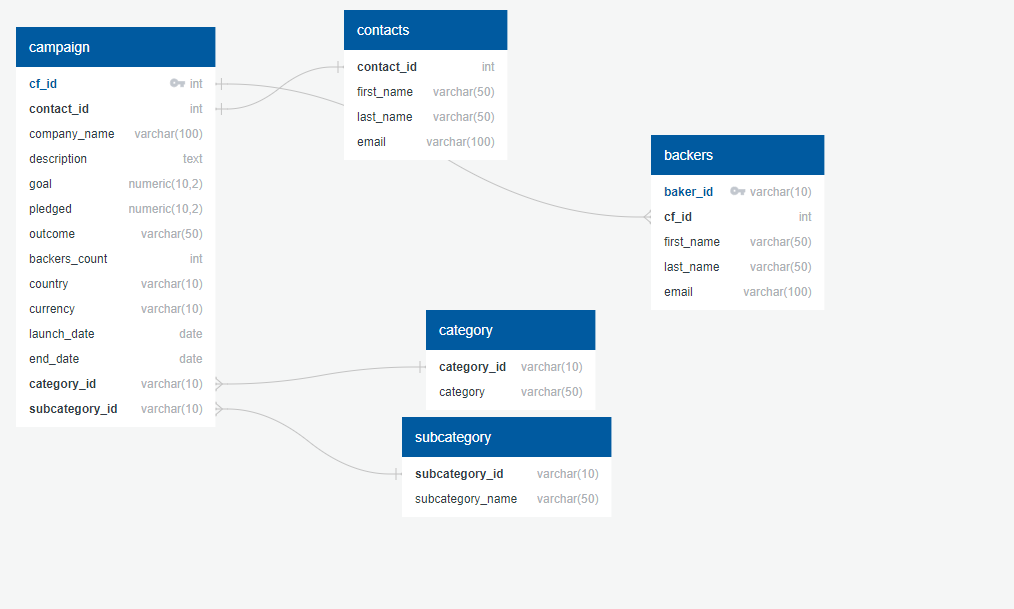 campaign
cf_id int
contact_id int
company_name varchar(100)
description text
goal numeric(10,2)
pledged numeric(10,2)
outcome varchar(50)
backers_count int
country varchar(10)
currency varchar(10)
launch_date date
end_date date
category_id varchar(10)
subcategory_id varchar(10)
contacts
contact_id int
first_name varchar(50)
last_name varchar(50)
email varchar(100)
backers
baker_id varchar(10)
cf_id int
first_name varchar(50)
last_name varchar(50)
email varchar(100)
category
category_id varchar(10)
category varchar(50)
subcategory
subcategory_id varchar(10)
subcategory_name varchar(50)